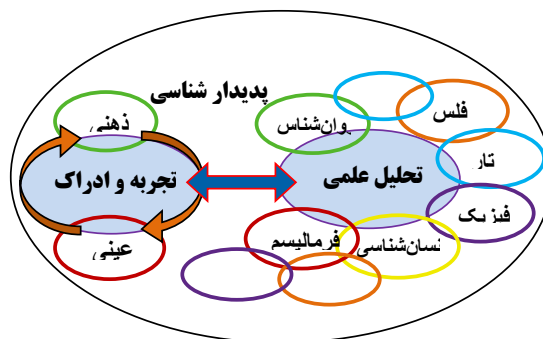 پدیدار شناسی
ذهنی
تجربه و ادراک
عینی
وان‌شناس
فلس
تحلیل علمی
تار
فیزیک
فرمالیسم
نسان‌شناسی